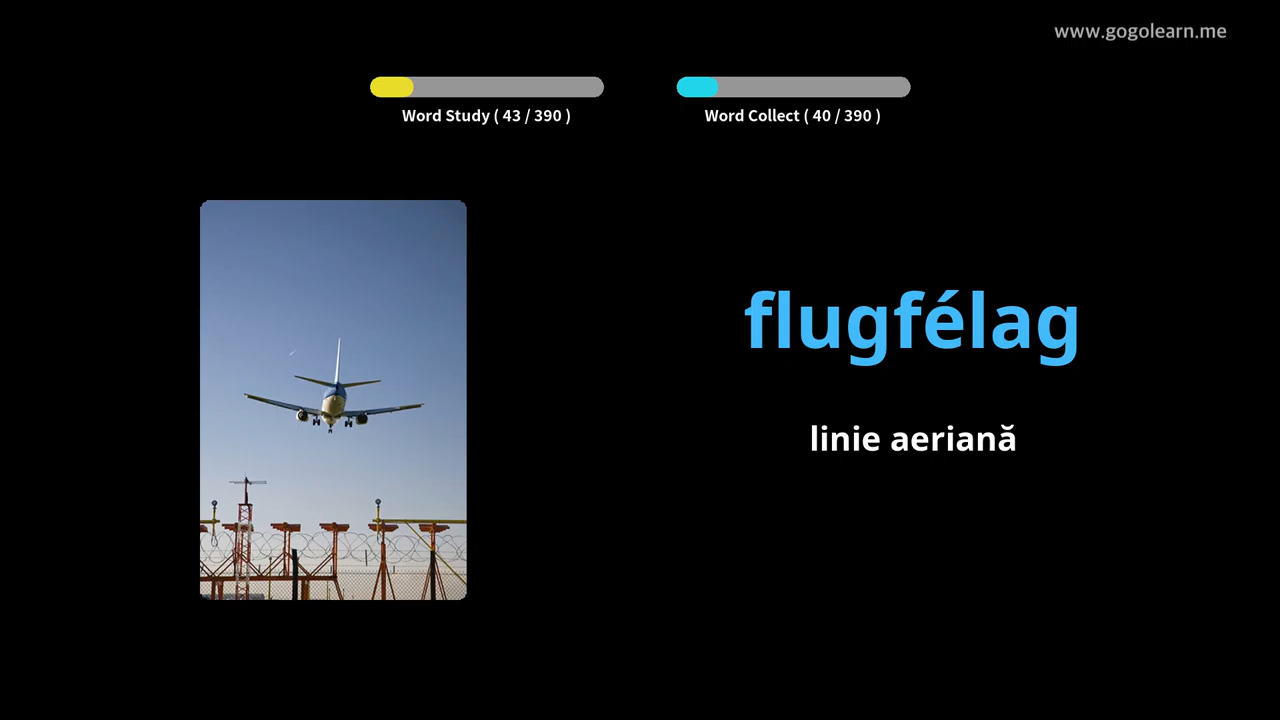 www.gogolearn.me
Word Study ( 43 / 390 )
Word Collect ( 40 / 390 )
flugfélag
linie aeriană